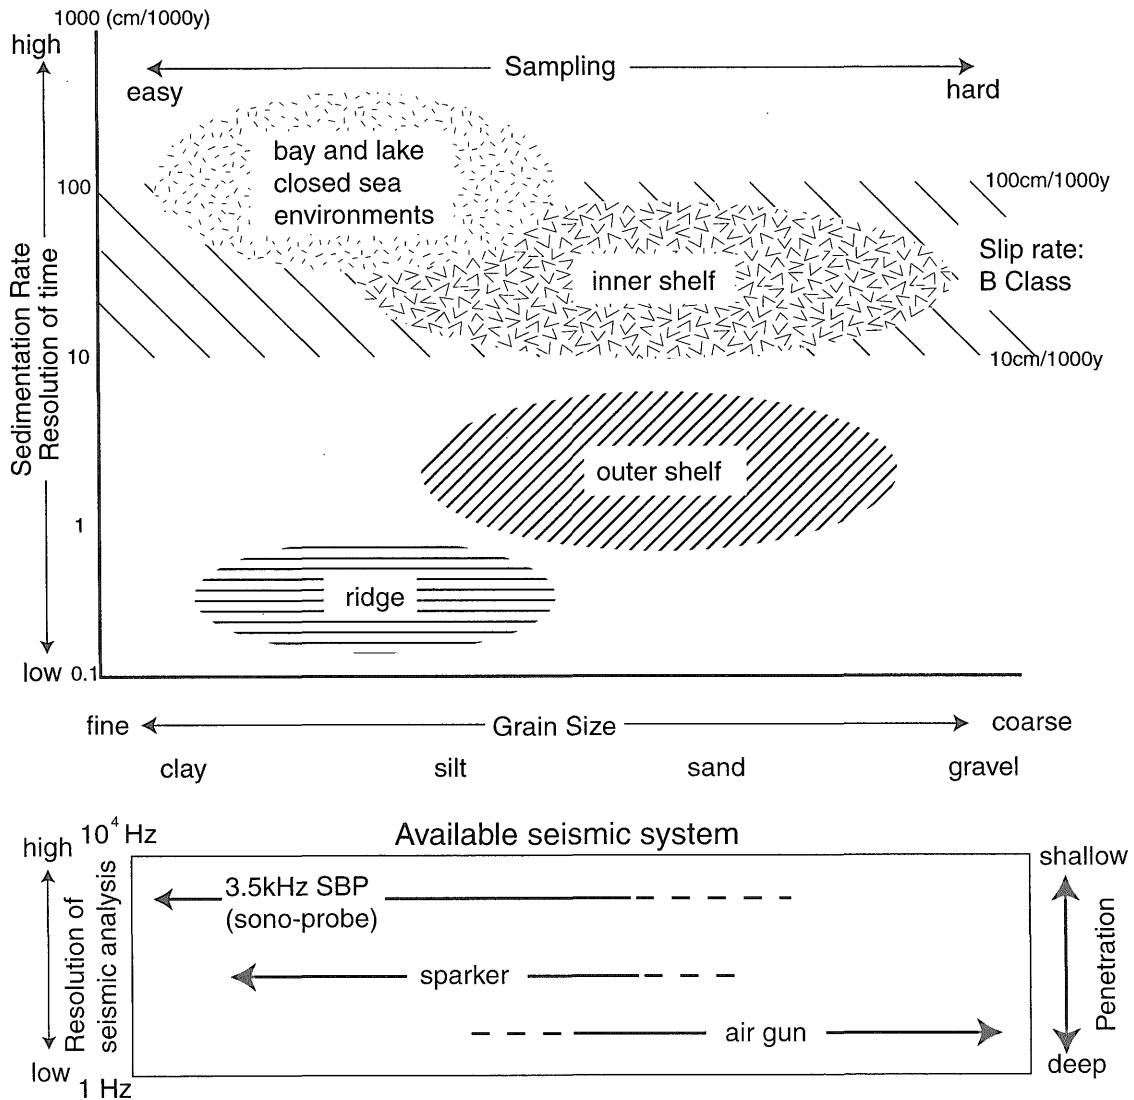 1000 (cm/1000y)
high
Sampling
easy
hard
bay and lake
closed sea
environments
100
100cm/1000y
Slip rate:
B Class
inner shelf
Sedimentation Rate
Resolution of time
10
10cm/1000y
outer shelf
1
ridge
low 0.1
fine
Grain Size
coarse
clay
silt
sand
gravel
10⁴ Hz
Available seismic system
high
shallow
3.5kHz SBP
(sono-probe)
Resolution of
seismic analysis
sparker
Penetration
air gun
low
deep
1 Hz